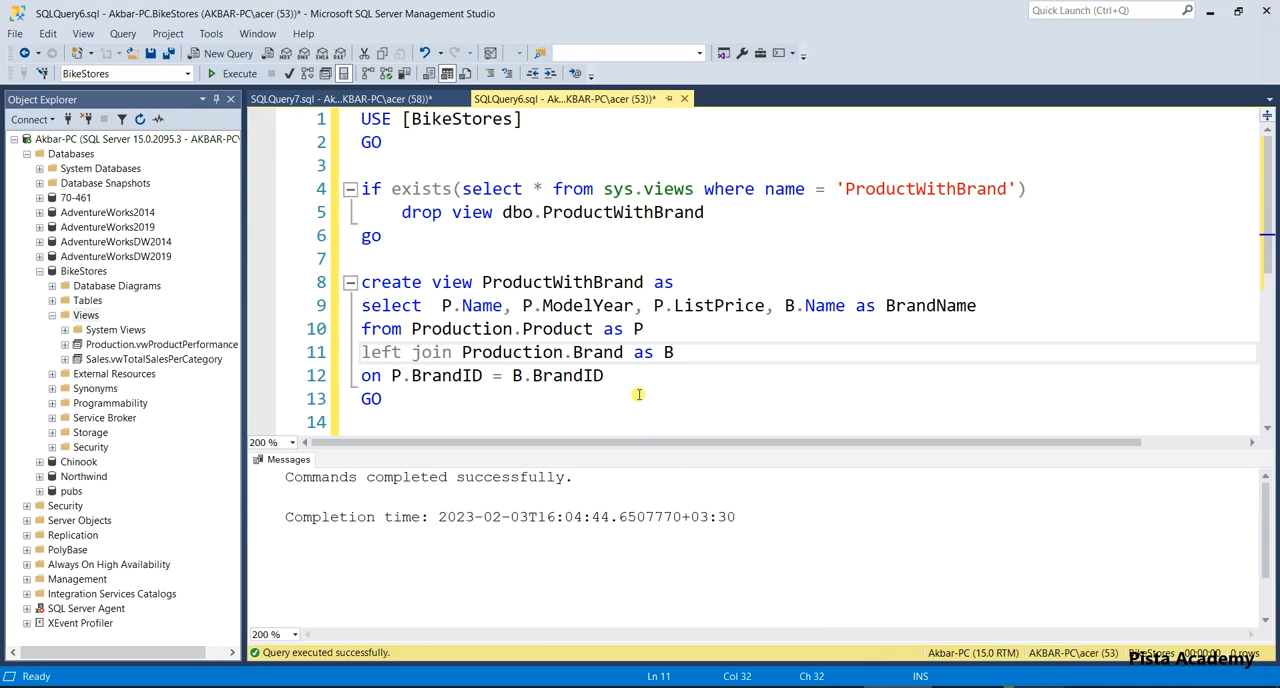 SQLQuery6.sql - Akbar-PC.BikeStores (AKBAR-PC\acer (53))* - Microsoft SQL Server Management Studio
Quick Launch (Ctrl+Q)
File Edit View Query Project Tools Window Help
New Query
MDX DMX XMLA DAX
BikeStores
Execute
Object Explorer
SQLQuery7.sql - Ak...KBAR-PC\acer (58))*
SQLQuery6.sql - Ak...KBAR-PC\acer (53))*
Connect
Akbar-PC (SQL Server 15.0.2095.3 - AKBAR-PC\
Databases
System Databases
Database Snapshots
70-461
AdventureWorks2014
AdventureWorks2019
AdventureWorksDW2014
AdventureWorksDW2019
BikeStores
Database Diagrams
Tables
Views
System Views
Production.vwProductPerformance
Sales.vwTotalSalesPerCategory
External Resources
Synonyms
Programmability
Service Broker
Storage
Security
Chinook
Northwind
pubs
Security
Server Objects
Replication
PolyBase
Always On High Availability
Management
Integration Services Catalogs
SQL Server Agent
XEvent Profiler
1 USE [BikeStores]
2 GO
3
4 if exists(select * from sys.views where name = 'ProductWithBrand')
5 drop view dbo.ProductWithBrand
6 go
7
8 create view ProductWithBrand as
9 select P.Name, P.ModelYear, P.ListPrice, B.Name as BrandName
10 from Production.Product as P
11 left join Production.Brand as B
12 on P.BrandID = B.BrandID
13 GO
14
200 %
Messages
Commands completed successfully.
Completion time: 2023-02-03T16:04:44.6507770+03:30
200 %
Query executed successfully.
Akbar-PC (15.0 RTM) AKBAR-PC\acer (53) BikeStores 00:00:00 0 rows
Pista Academy
Ready
Ln 11 Col 32 Ch 32 INS